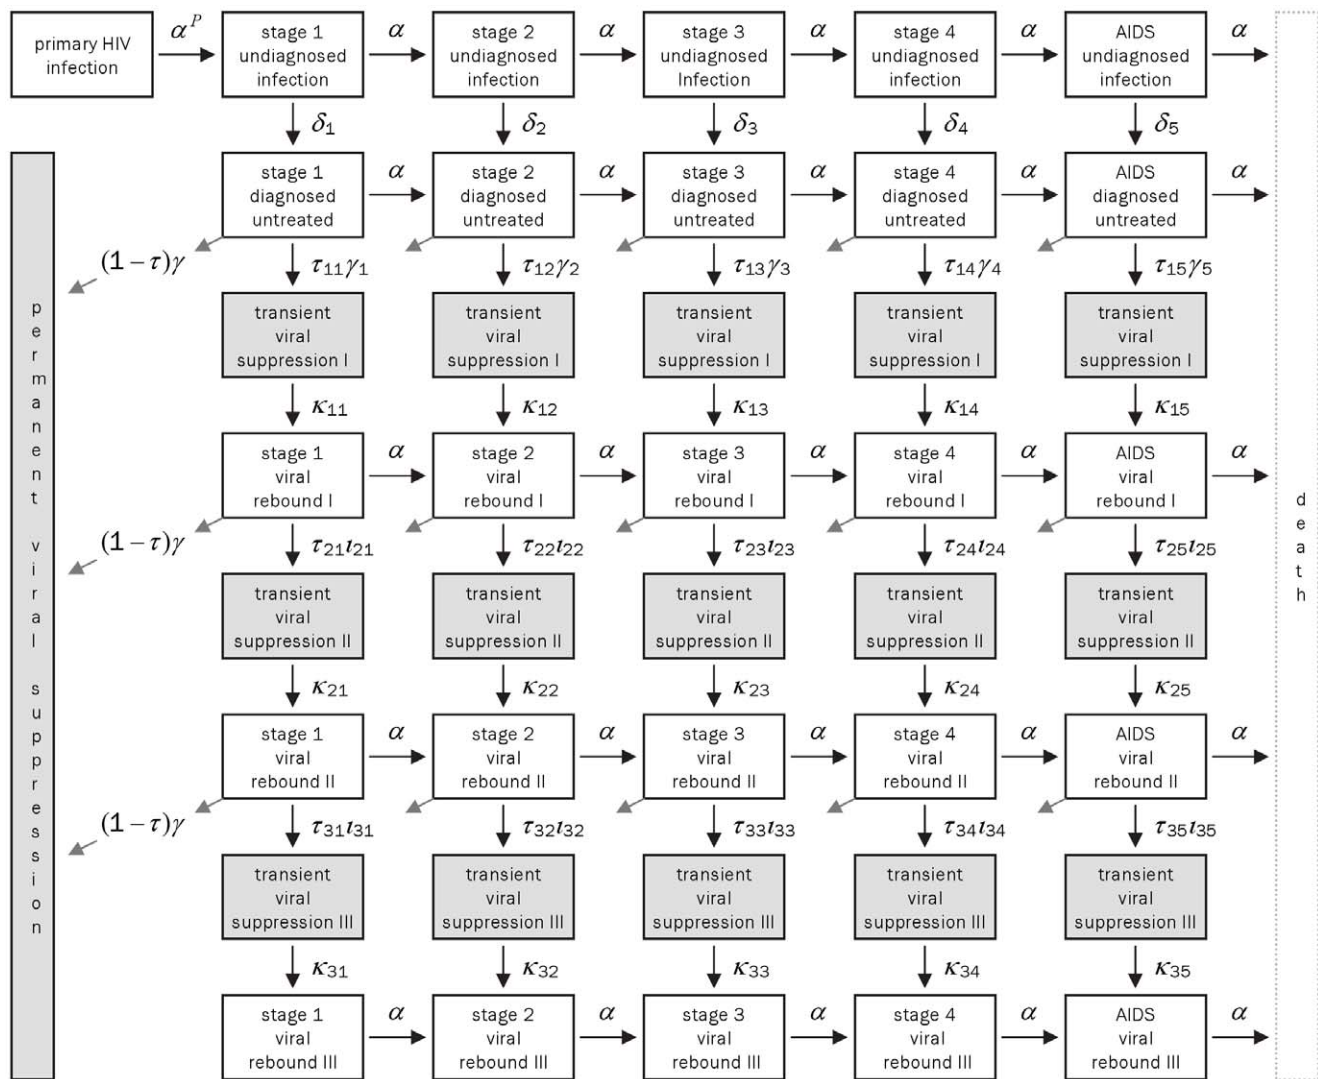 primary HIV
infection
α^P
stage 1
undiagnosed
infection
α
stage 2
undiagnosed
infection
α
stage 3
undiagnosed
Infection
α
stage 4
undiagnosed
infection
α
AIDS
undiagnosed
infection
α
δ1
δ2
δ3
δ4
δ5
stage 1
diagnosed
untreated
α
stage 2
diagnosed
untreated
α
stage 3
diagnosed
untreated
α
stage 4
diagnosed
untreated
α
AIDS
diagnosed
untreated
α
(1−τ)γ
τ11γ1
τ12γ2
τ13γ3
τ14γ4
τ15γ5
transient
viral
suppression I
transient
viral
suppression I
transient
viral
suppression I
transient
viral
suppression I
transient
viral
suppression I
κ11
κ12
κ13
κ14
κ15
stage 1
viral
rebound I
α
stage 2
viral
rebound I
α
stage 3
viral
rebound I
α
stage 4
viral
rebound I
α
AIDS
viral
rebound I
α
(1−τ)γ
τ21ι21
τ22ι22
τ23ι23
τ24ι24
τ25ι25
transient
viral
suppression II
transient
viral
suppression II
transient
viral
suppression II
transient
viral
suppression II
transient
viral
suppression II
κ21
κ22
κ23
κ24
κ25
stage 1
viral
rebound II
α
stage 2
viral
rebound II
α
stage 3
viral
rebound II
α
stage 4
viral
rebound II
α
AIDS
viral
rebound II
α
(1−τ)γ
τ31ι31
τ32ι32
τ33ι33
τ34ι34
τ35ι35
transient
viral
suppression III
transient
viral
suppression III
transient
viral
suppression III
transient
viral
suppression III
transient
viral
suppression III
κ31
κ32
κ33
κ34
κ35
stage 1
viral
rebound III
α
stage 2
viral
rebound III
α
stage 3
viral
rebound III
α
stage 4
viral
rebound III
α
AIDS
viral
rebound III
α
permanent viral suppression
death